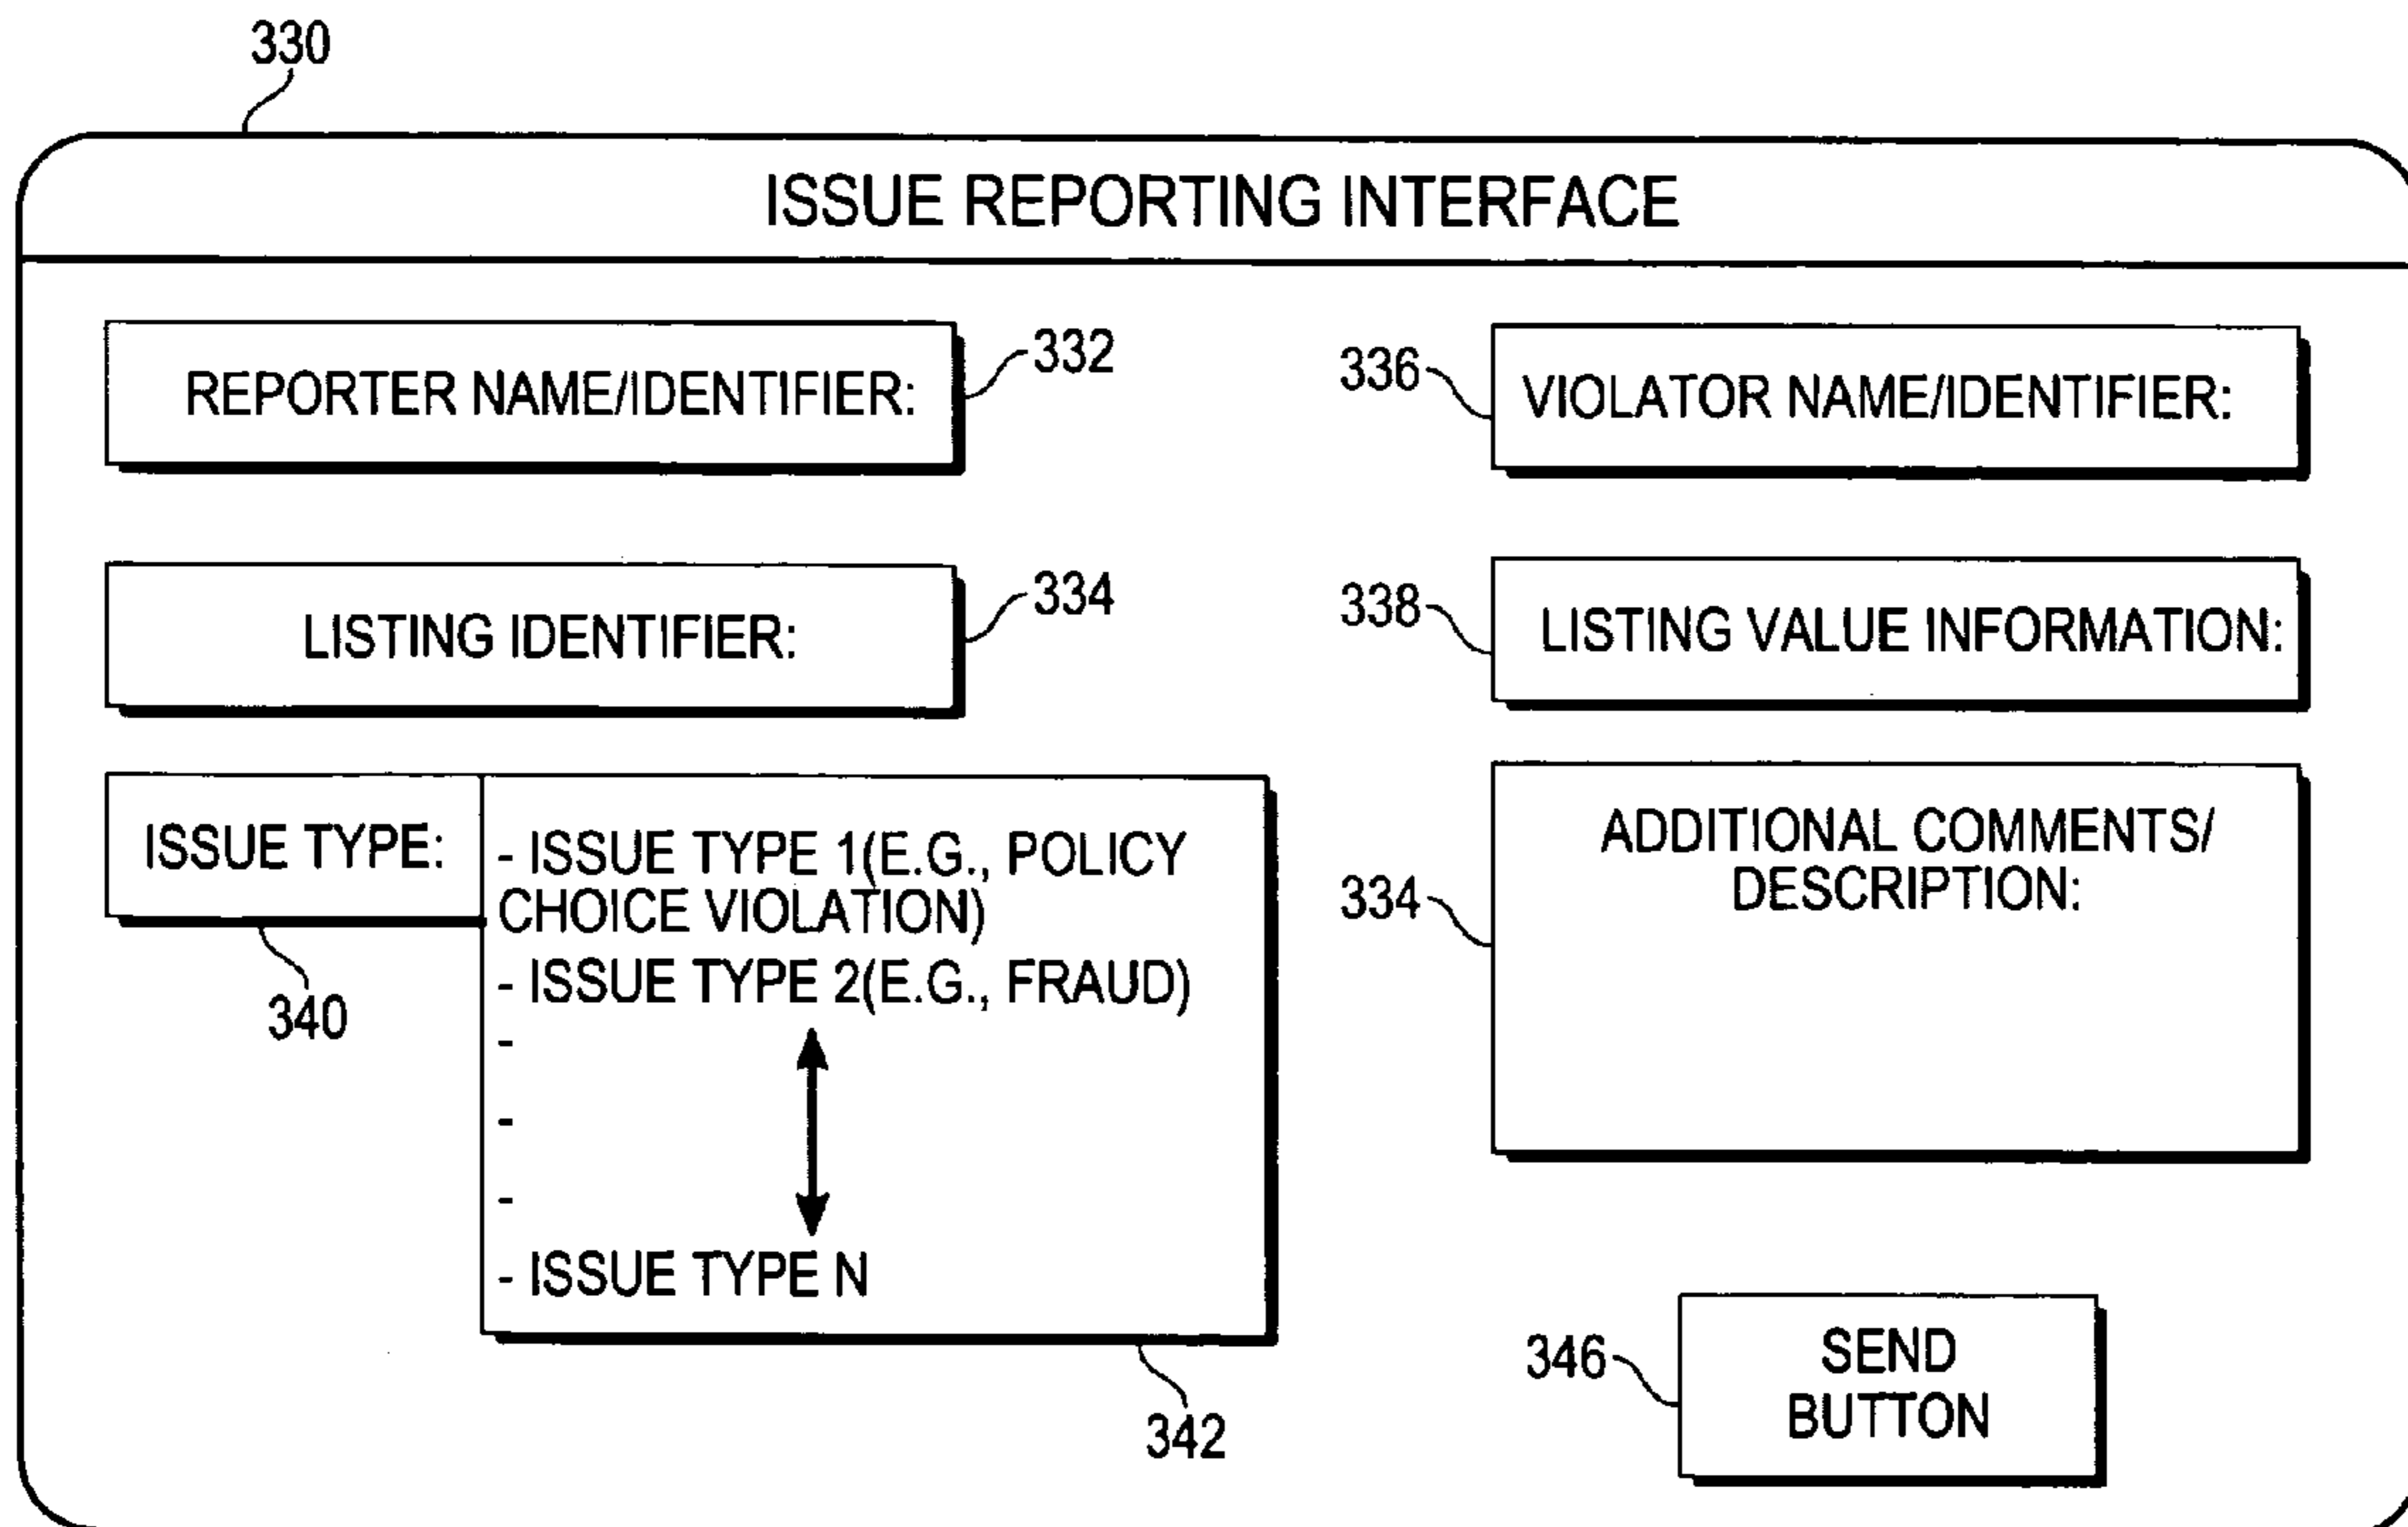 330
ISSUE REPORTING INTERFACE
REPORTER NAME/IDENTIFIER:
332
336
VIOLATOR NAME/IDENTIFIER:
LISTING IDENTIFIER:
334
338
LISTING VALUE INFORMATION:
ISSUE TYPE:
340
- ISSUE TYPE 1(E.G., POLICY
CHOICE VIOLATION)
- ISSUE TYPE 2(E.G., FRAUD)
-
-
-
- ISSUE TYPE N
342
334
ADDITIONAL COMMENTS/
DESCRIPTION:
346
SEND
BUTTON